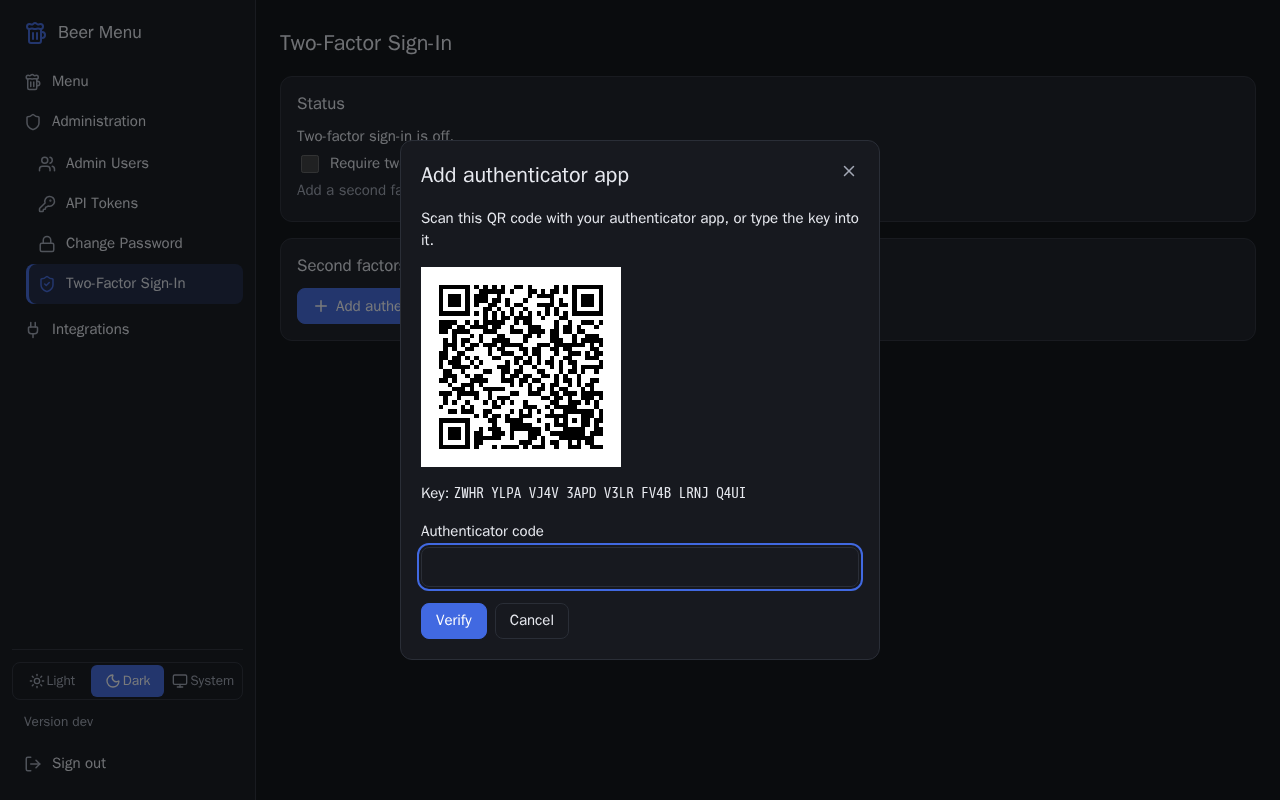 Beer Menu
Menu
Administration
Admin Users
API Tokens
Change Password
Two-Factor Sign-In
Integrations
Light
Dark
System
Version dev
Sign out
Two-Factor Sign-In
Status
Two-factor sign-in is off.
Require
Add a second
Second factors
Add
Add authenticator app
Scan this QR code with your authenticator app, or type the key into
it.
Key: ZWHR YLPA VJ4V 3APD V3LR FV4B LRNJ Q4UI
Authenticator code
Verify
Cancel